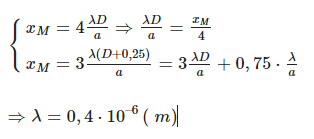 x_M = 4 λD/a ⇒ λD/a = x_M/4
x_M = 3 λ(D+0,25)/a = 3 λD/a + 0,75 · λ/a
⇒ λ = 0,4 · 10^-6 ( m)